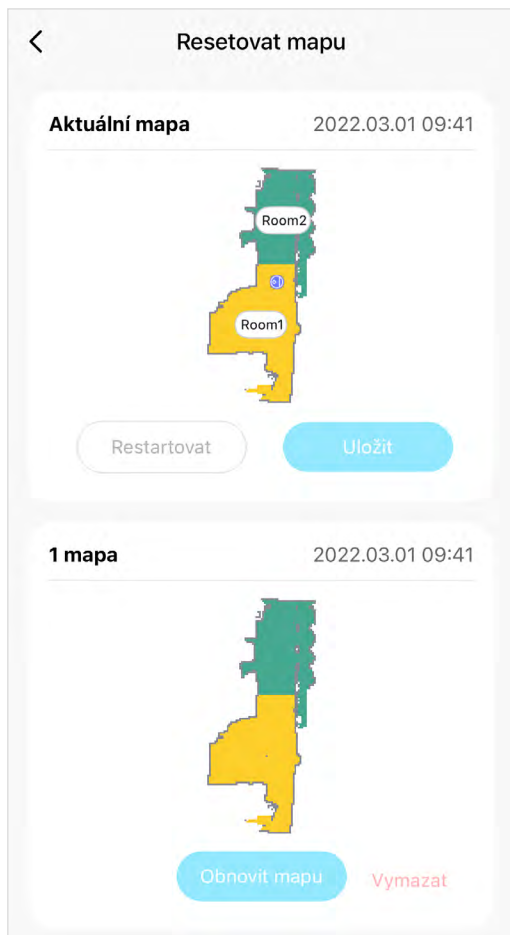 Resetovat mapu
Aktuální mapa 2022.03.01 09:41
Room2
Room1
Restartovat Uložit
1 mapa 2022.03.01 09:41
Obnovit mapu Vymazat